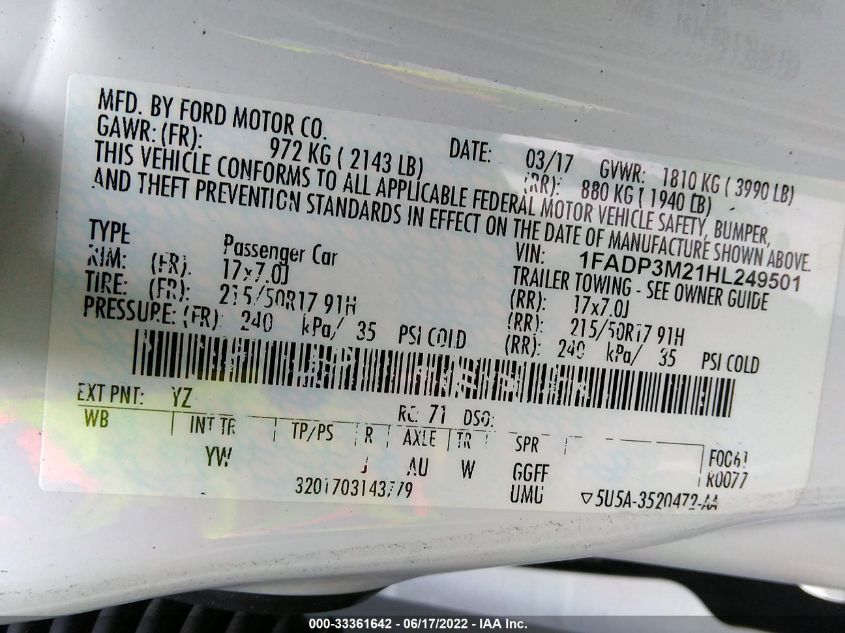 MFD. BY FORD MOTOR CO. DATE: 03/17 GVWR: 1810 KG ( 3990 LB)
GAWR: (FR): 972 KG ( 2143 LB) (RR): 880 KG ( 1940 LB)
THIS VEHICLE CONFORMS TO ALL APPLICABLE FEDERAL MOTOR VEHICLE SAFETY, BUMPER,
AND THEFT PREVENTION STANDARDS IN EFFECT ON THE DATE OF MANUFACTURE SHOWN ABOVE.
VIN: 1FADP3M21HL249501
TYPE Passenger Car TRAILER TOWING - SEE OWNER GUIDE
RIM: (FR): 17x7.0J (RR): 17x7.0J
TIRE: (FR): 215/50R17 91H (RR): 215/50R17 91H
PRESSURE: (FR): 240 kPa/ 35 PSI COLD (RR): 240 kPa/ 35 PSI COLD
EXT PNT: YZ RC: 71 DSO:
WB INT TR TP/PS R AXLE TR SPR F0C61
YW J AU W GGFF R0077
3201703143779 UMU ▽5U5A-3520472-AA
000-33361642 - 06/17/2022 - IAA Inc.